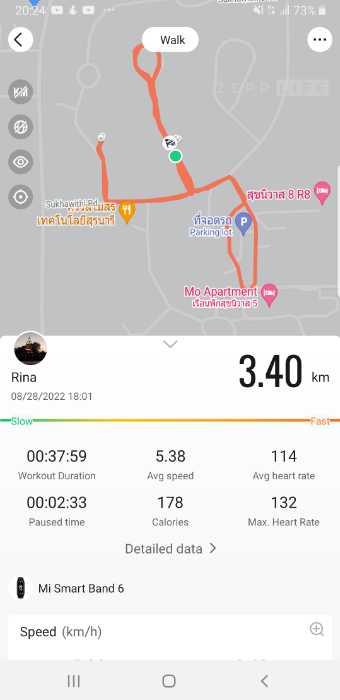 20:24
73%
Walk
ZEPP LIFE
สุขนิวาส 8 R8
Sukhawithi Rd
เทคโนโลยีสุรนารี
ที่จอดรถ
Parking lot
Mo Apartment
เรือนพักสุขนิวาส 5
Rina
3.40 km
08/28/2022 18:01
Slow
Fast
00:37:59
5.38
114
Workout Duration
Avg speed
Avg heart rate
00:02:33
178
132
Paused time
Calories
Max. Heart Rate
Detailed data
Mi Smart Band 6
Speed (km/h)